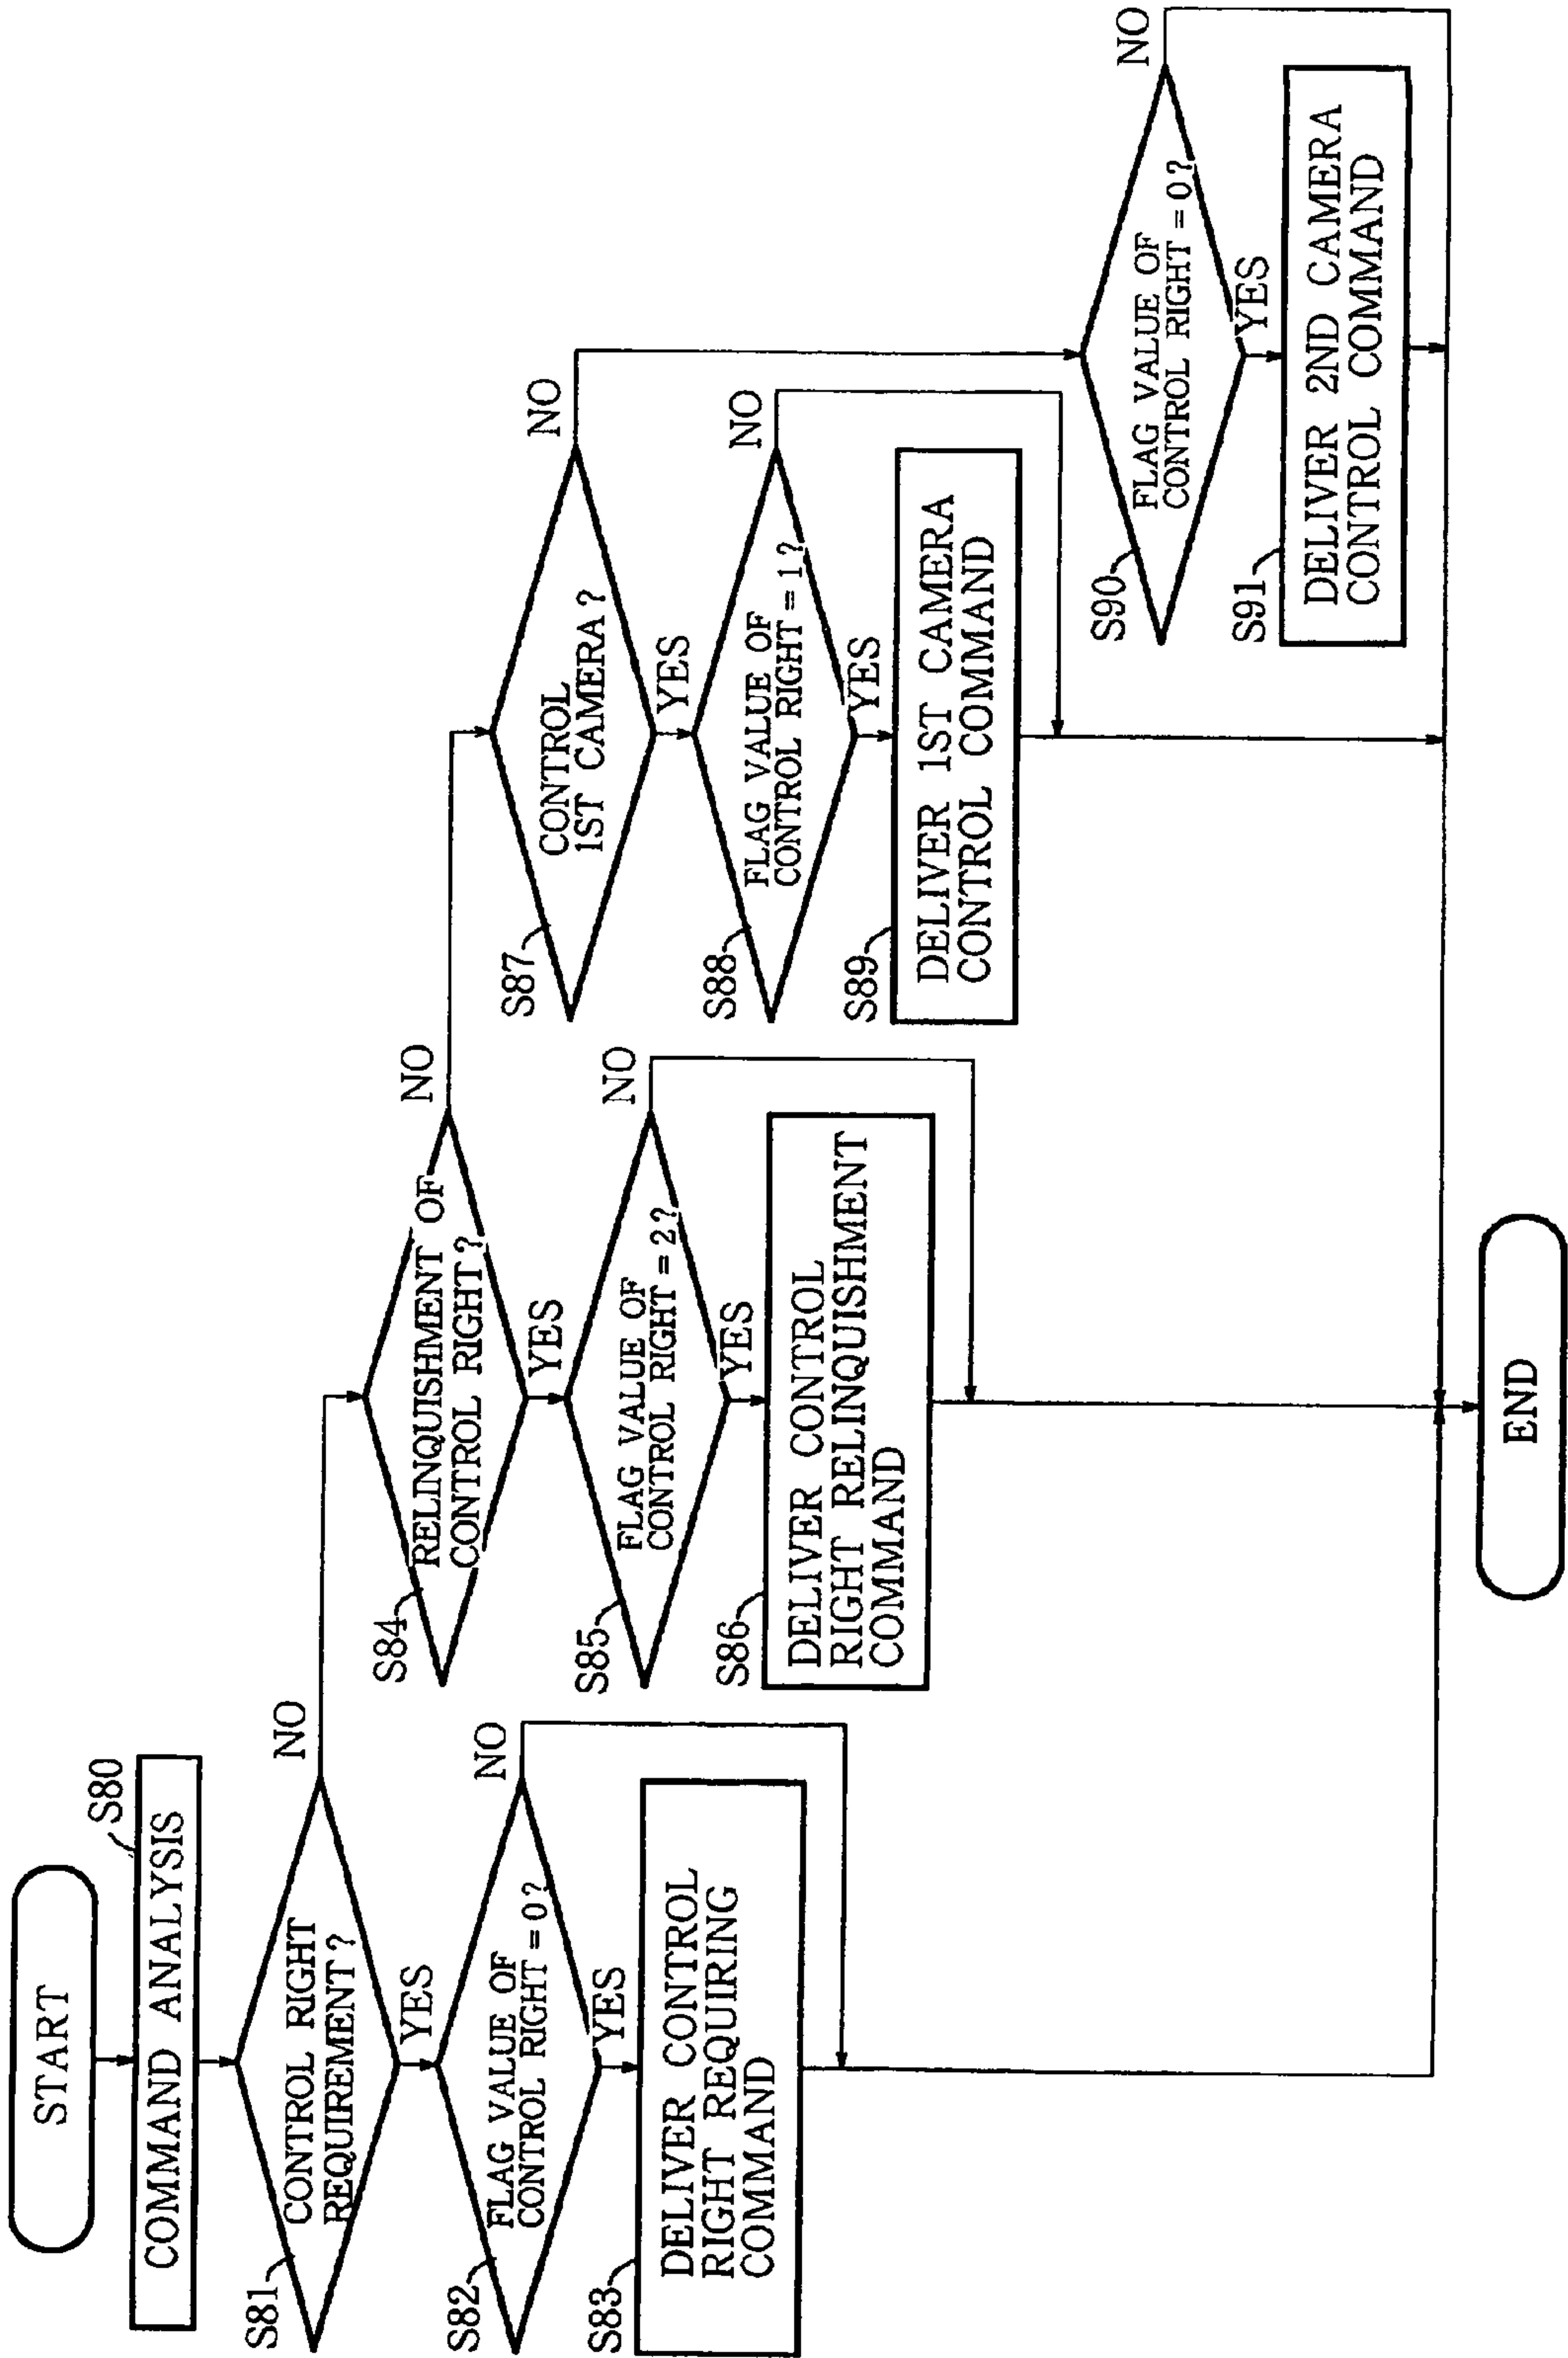 START
S80
COMMAND ANALYSIS
S81
CONTROL RIGHT
REQUIREMENT?
NO
YES
S82
FLAG VALUE OF
CONTROL RIGHT = 0?
NO
YES
S83
DELIVER CONTROL
RIGHT REQUIRING
COMMAND
S84
RELINQUISHMENT OF
CONTROL RIGHT?
NO
YES
S85
FLAG VALUE OF
CONTROL RIGHT = 2?
NO
YES
S86
DELIVER CONTROL
RIGHT RELINQUISHMENT
COMMAND
S87
CONTROL
1ST CAMERA?
NO
YES
S88
FLAG VALUE OF
CONTROL RIGHT = 1?
NO
YES
S89
DELIVER 1ST CAMERA
CONTROL COMMAND
S90
FLAG VALUE OF
CONTROL RIGHT = 0?
NO
YES
S91
DELIVER 2ND CAMERA
CONTROL COMMAND
END